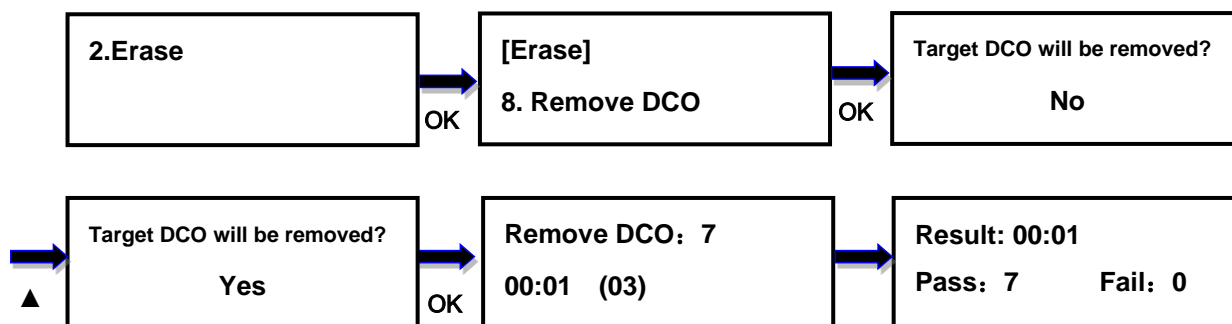 2.Erase
OK
[Erase]
8. Remove DCO
OK
Target DCO will be removed?
No
▲
Target DCO will be removed?
Yes
OK
Remove DCO：7
00:01 (03)
Result: 00:01
Pass：7 Fail：0